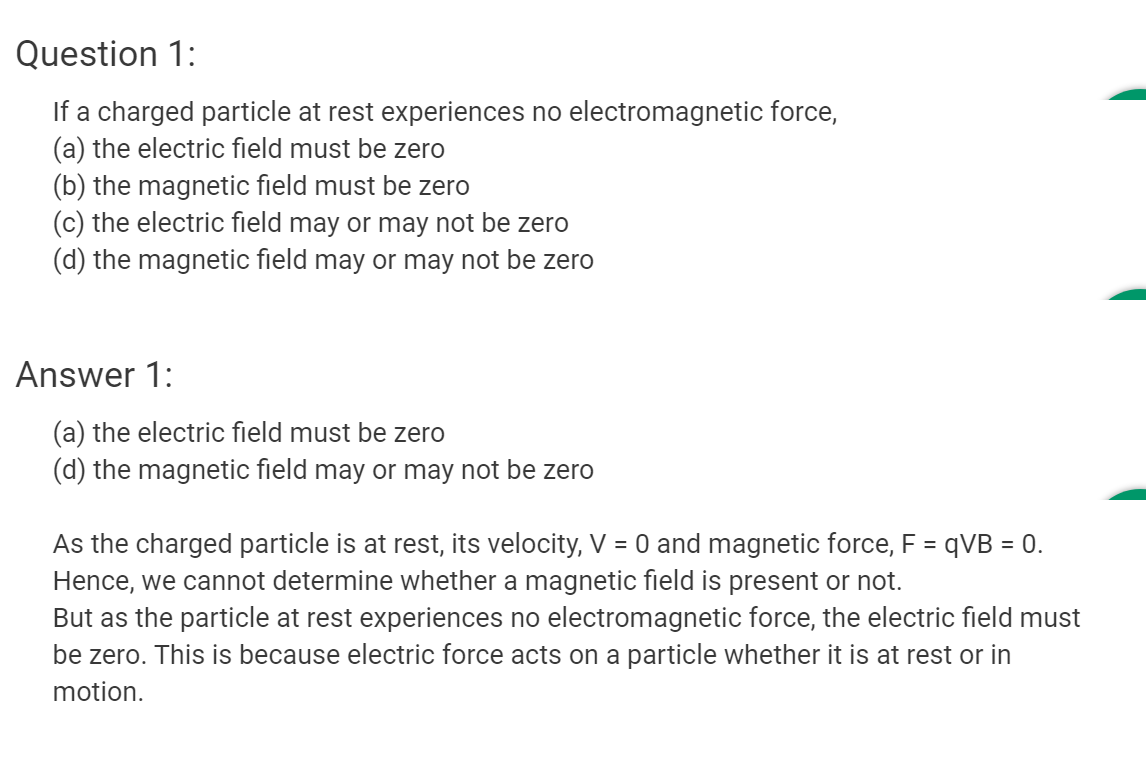 Question 1:
If a charged particle at rest experiences no electromagnetic force,
(a) the electric field must be zero
(b) the magnetic field must be zero
(c) the electric field may or may not be zero
(d) the magnetic field may or may not be zero
Answer 1:
(a) the electric field must be zero
(d) the magnetic field may or may not be zero
As the charged particle is at rest, its velocity, V = 0 and magnetic force, F = qVB = 0.
Hence, we cannot determine whether a magnetic field is present or not.
But as the particle at rest experiences no electromagnetic force, the electric field must
be zero. This is because electric force acts on a particle whether it is at rest or in
motion.